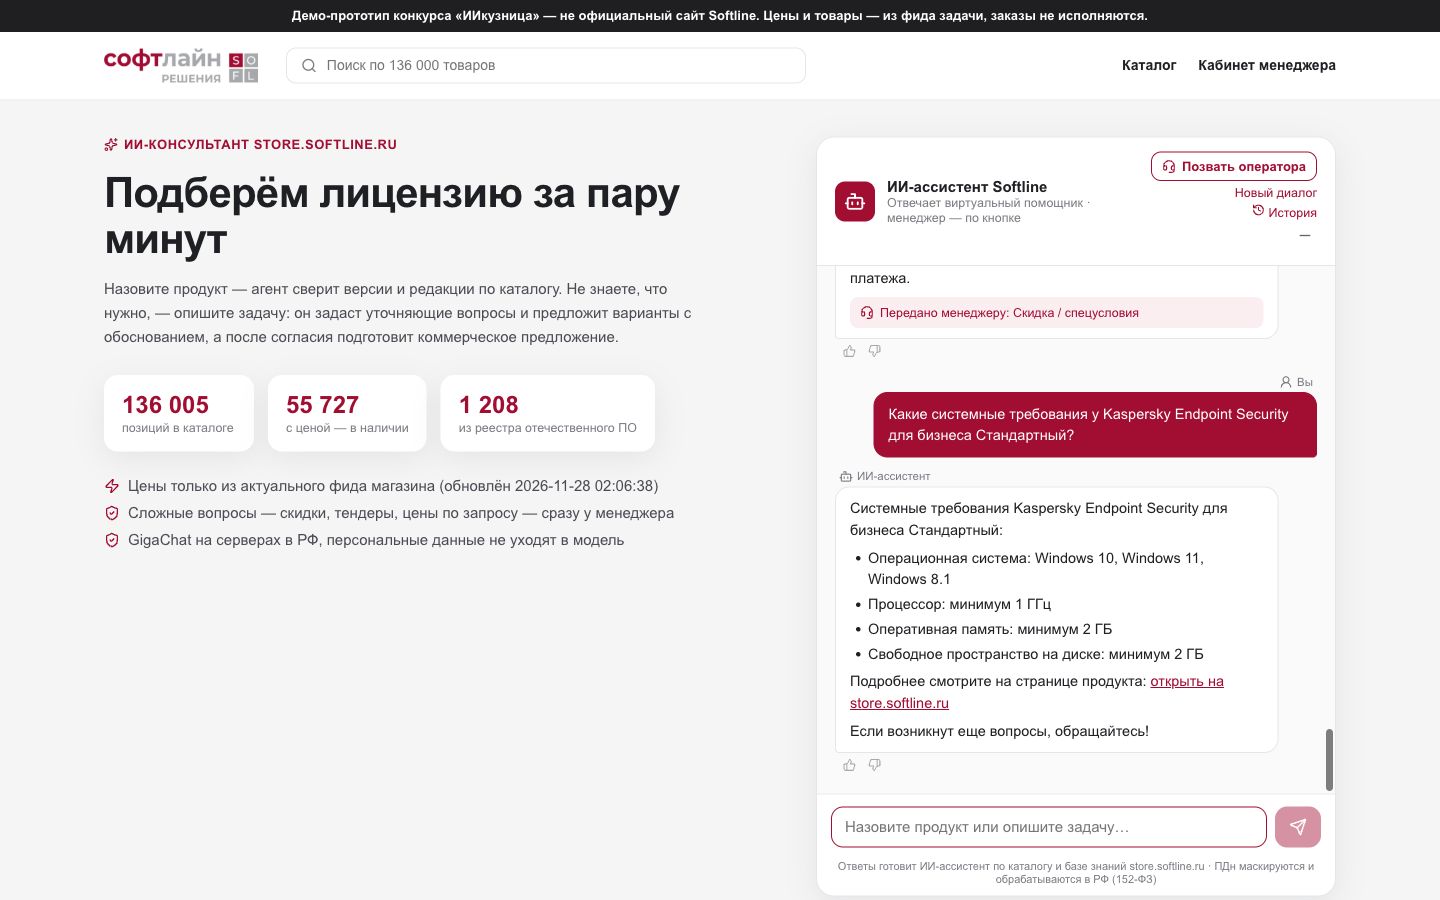 Демо-прототип конкурса «ИИкузница» — не официальный сайт Softline. Цены и товары — из фида задачи, заказы не исполняются.
софтлайн
РЕШЕНИЯ
SO
FL
Поиск по 136 000 товаров
Каталог
Кабинет менеджера
ИИ-КОНСУЛЬТАНТ STORE.SOFTLINE.RU
Подберём лицензию за пару
минут
Назовите продукт — агент сверит версии и редакции по каталогу. Не знаете, что
нужно, — опишите задачу: он задаст уточняющие вопросы и предложит варианты с
обоснованием, а после согласия подготовит коммерческое предложение.
136 005
позиций в каталоге
55 727
с ценой — в наличии
1 208
из реестра отечественного ПО
Цены только из актуального фида магазина (обновлён 2026-11-28 02:06:38)
Сложные вопросы — скидки, тендеры, цены по запросу — сразу у менеджера
GigaChat на серверах в РФ, персональные данные не уходят в модель
ИИ-ассистент Softline
Отвечает виртуальный помощник ·
менеджер — по кнопке
Позвать оператора
Новый диалог
История
—
платежа.
Передано менеджеру: Скидка / спецусловия
Вы
Какие системные требования у Kaspersky Endpoint Security
для бизнеса Стандартный?
ИИ-ассистент
Системные требования Kaspersky Endpoint Security для
бизнеса Стандартный:
• Операционная система: Windows 10, Windows 11,
Windows 8.1
• Процессор: минимум 1 ГГц
• Оперативная память: минимум 2 ГБ
• Свободное пространство на диске: минимум 2 ГБ
Подробнее смотрите на странице продукта: открыть на
store.softline.ru
Если возникнут еще вопросы, обращайтесь!
Назовите продукт или опишите задачу…
Ответы готовит ИИ-ассистент по каталогу и базе знаний store.softline.ru · ПДн маскируются и
обрабатываются в РФ (152-ФЗ)